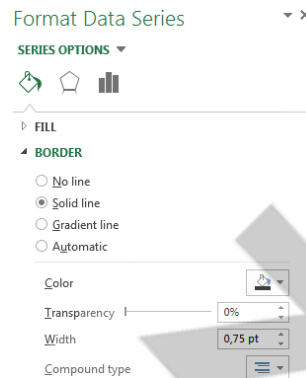 Format Data Series
SERIES OPTIONS
FILL
BORDER
No line
Solid line
Gradient line
Automatic
Color
Transparency 0%
Width 0,75 pt
Compound type